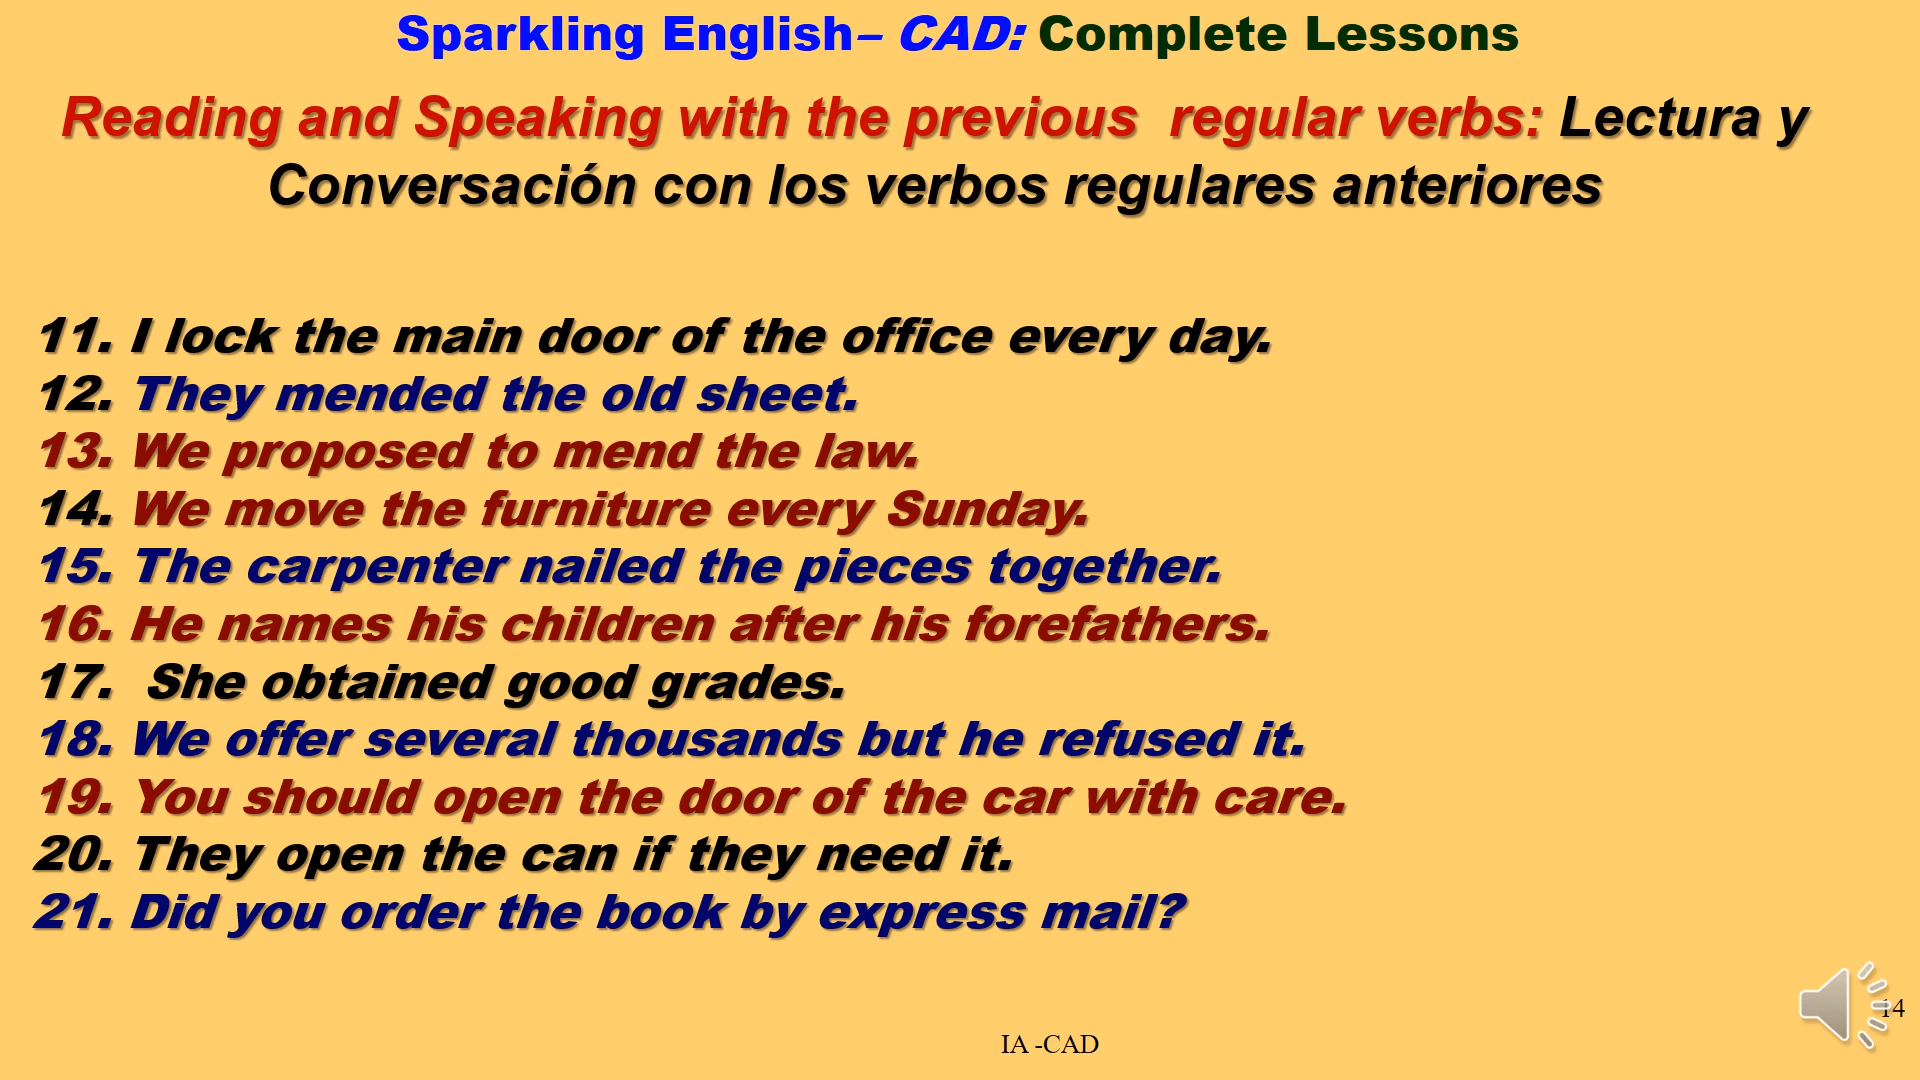 Sparkling English– CAD: Complete Lessons
Reading and Speaking with the previous regular verbs: Lectura y
Conversación con los verbos regulares anteriores
11. I lock the main door of the office every day.
12. They mended the old sheet.
13. We proposed to mend the law.
14. We move the furniture every Sunday.
15. The carpenter nailed the pieces together.
16. He names his children after his forefathers.
17. She obtained good grades.
18. We offer several thousands but he refused it.
19. You should open the door of the car with care.
20. They open the can if they need it.
21. Did you order the book by express mail?
14
IA -CAD